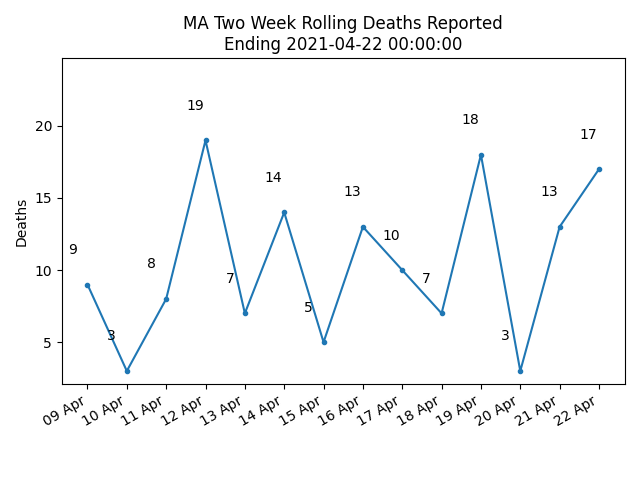 MA Two Week Rolling Deaths Reported
Ending 2021-04-22 00:00:00
Deaths
20
15
10
5
9
3
8
19
7
14
5
13
10
7
18
3
13
17
09 Apr
10 Apr
11 Apr
12 Apr
13 Apr
14 Apr
15 Apr
16 Apr
17 Apr
18 Apr
19 Apr
20 Apr
21 Apr
22 Apr